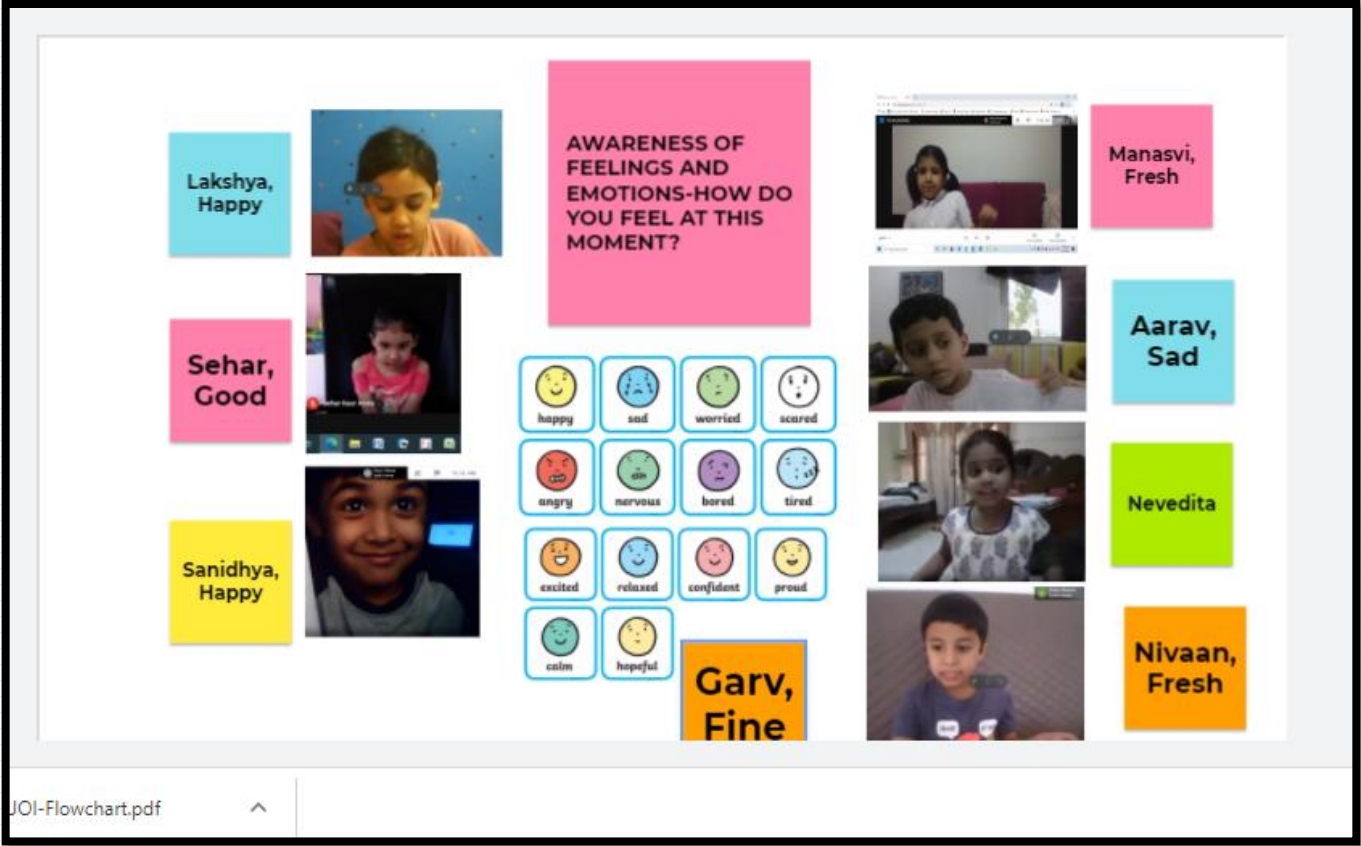 AWARENESS OF
FEELINGS AND
EMOTIONS-HOW DO
YOU FEEL AT THIS
MOMENT?
Lakshya,
Happy
Sehar,
Good
Sanidhya,
Happy
happy
sad
worried
scared
angry
nervous
bored
tired
excited
relaxed
confident
proud
calm
hopeful
Garv,
Fine
Manasvi,
Fresh
Aarav,
Sad
Nevedita
Nivaan,
Fresh
JOI-Flowchart.pdf